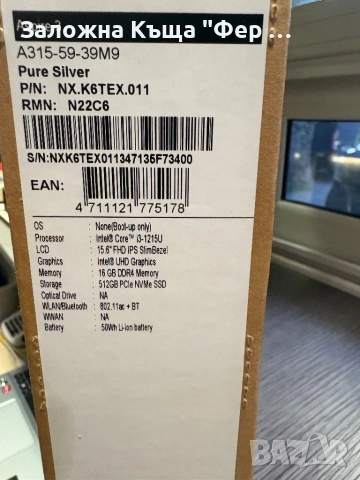 Заложна Къща "Фер ...
Aspire 3
A315-59-39M9
Pure Silver
P/N: NX.K6TEX.011
RMN: N22C6
S/N:NXK6TEX011347135F73400
EAN:
4 711121 775178
OS : None(Boot-up only)
Processor : Intel® Core™ i3-1215U
LCD : 15.6" FHD IPS SlimBezel
Graphics : Intel® UHD Graphics
Memory : 16 GB DDR4 Memory
Storage : 512GB PCIe NVMe SSD
Optical Drive : NA
WLAN/Bluetooth : 802.11ac + BT
WWAN : NA
Battery : 50Wh Li-ion battery
BAZAR